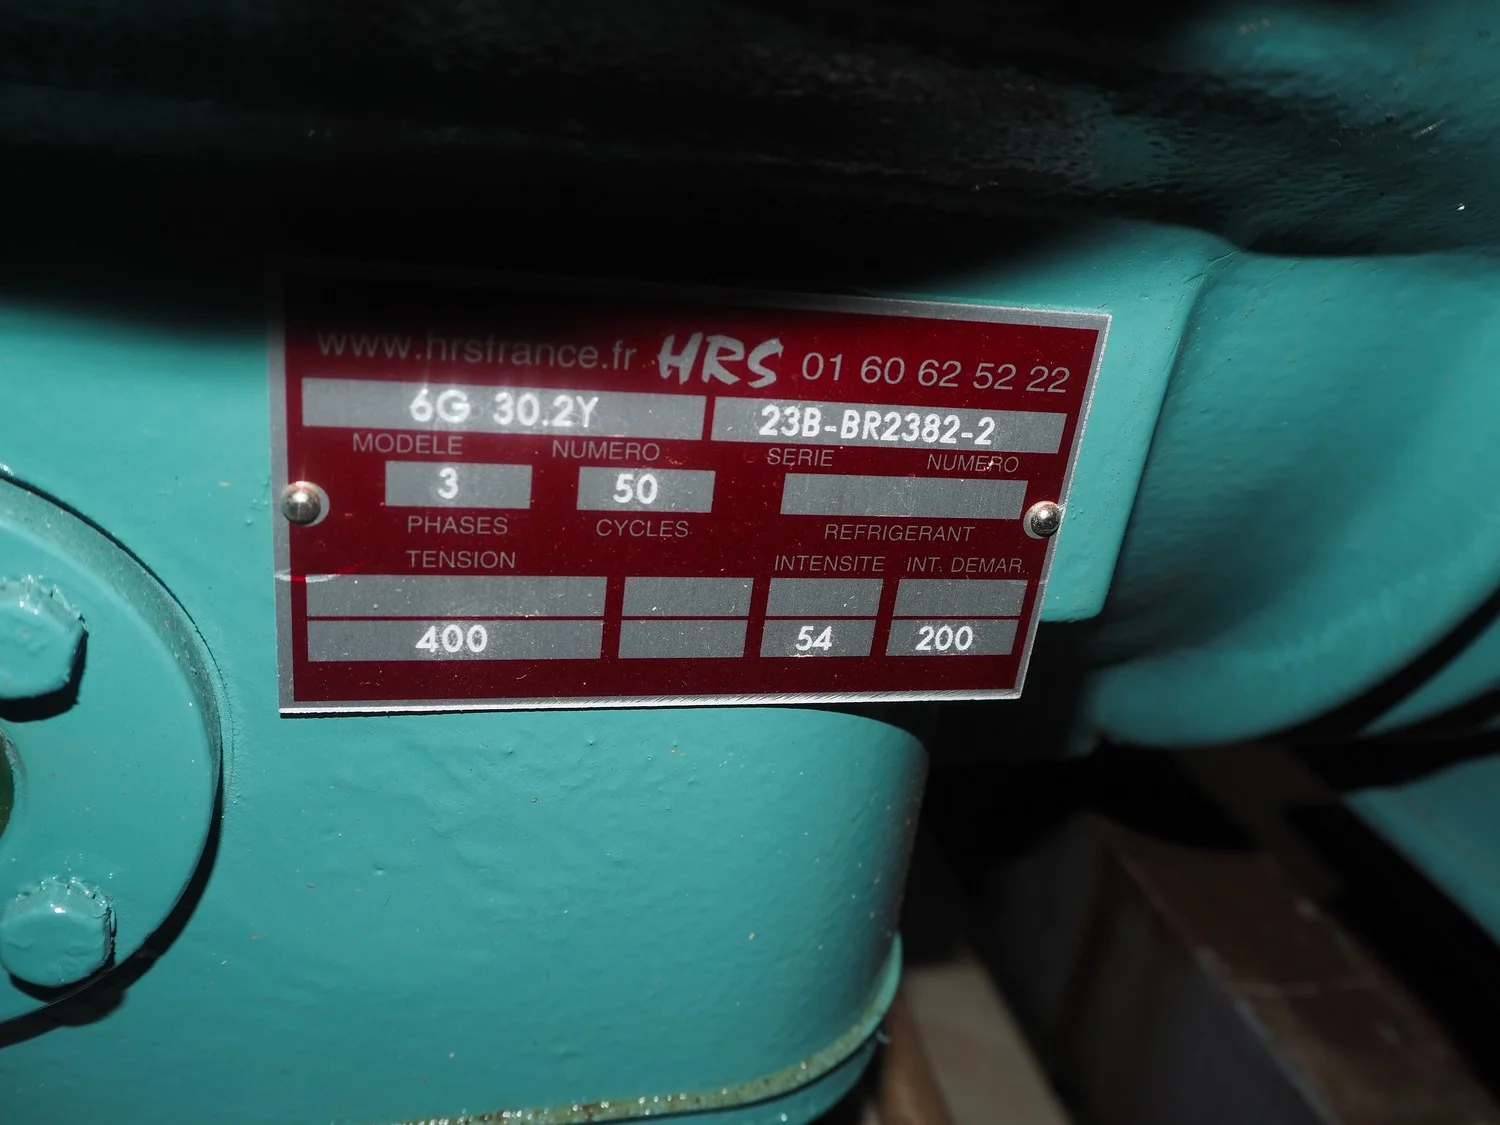 www.hrsfrance.fr HRS 01 60 62 52 22
6G 30.2Y 23B-BR2382-2
MODELE NUMERO SERIE NUMERO
3 50
PHASES CYCLES REFRIGERANT
TENSION INTENSITE INT. DEMAR.
400 54 200